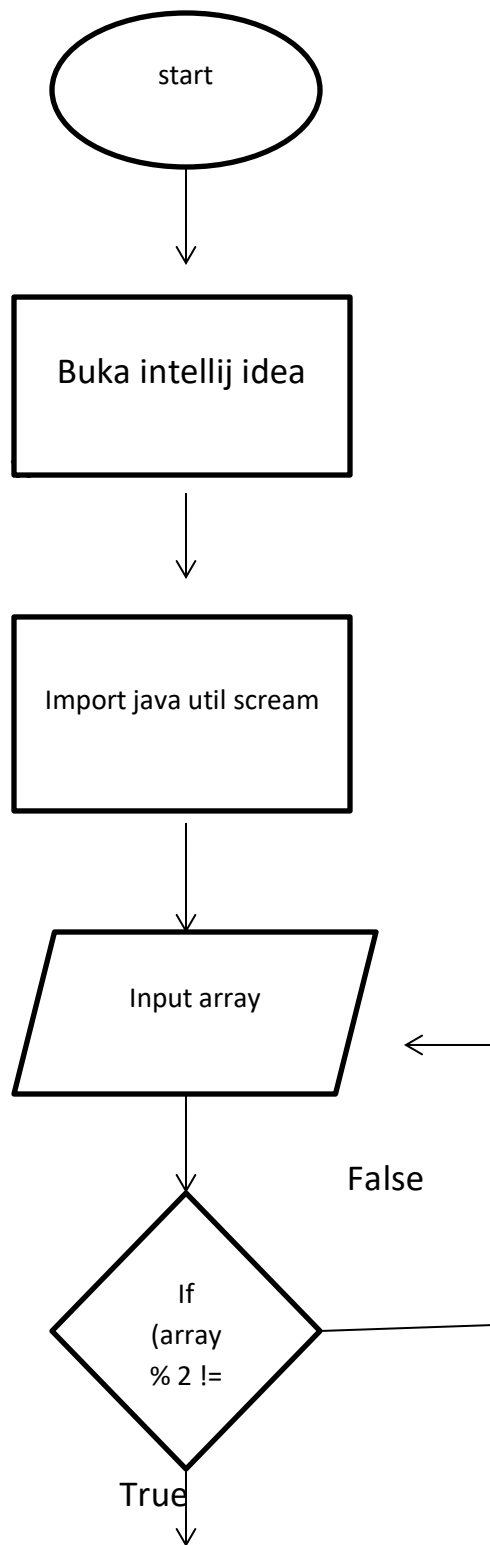 start
Buka intellij idea
Import java util scream
Input array
False
If
(array
% 2 !=
True